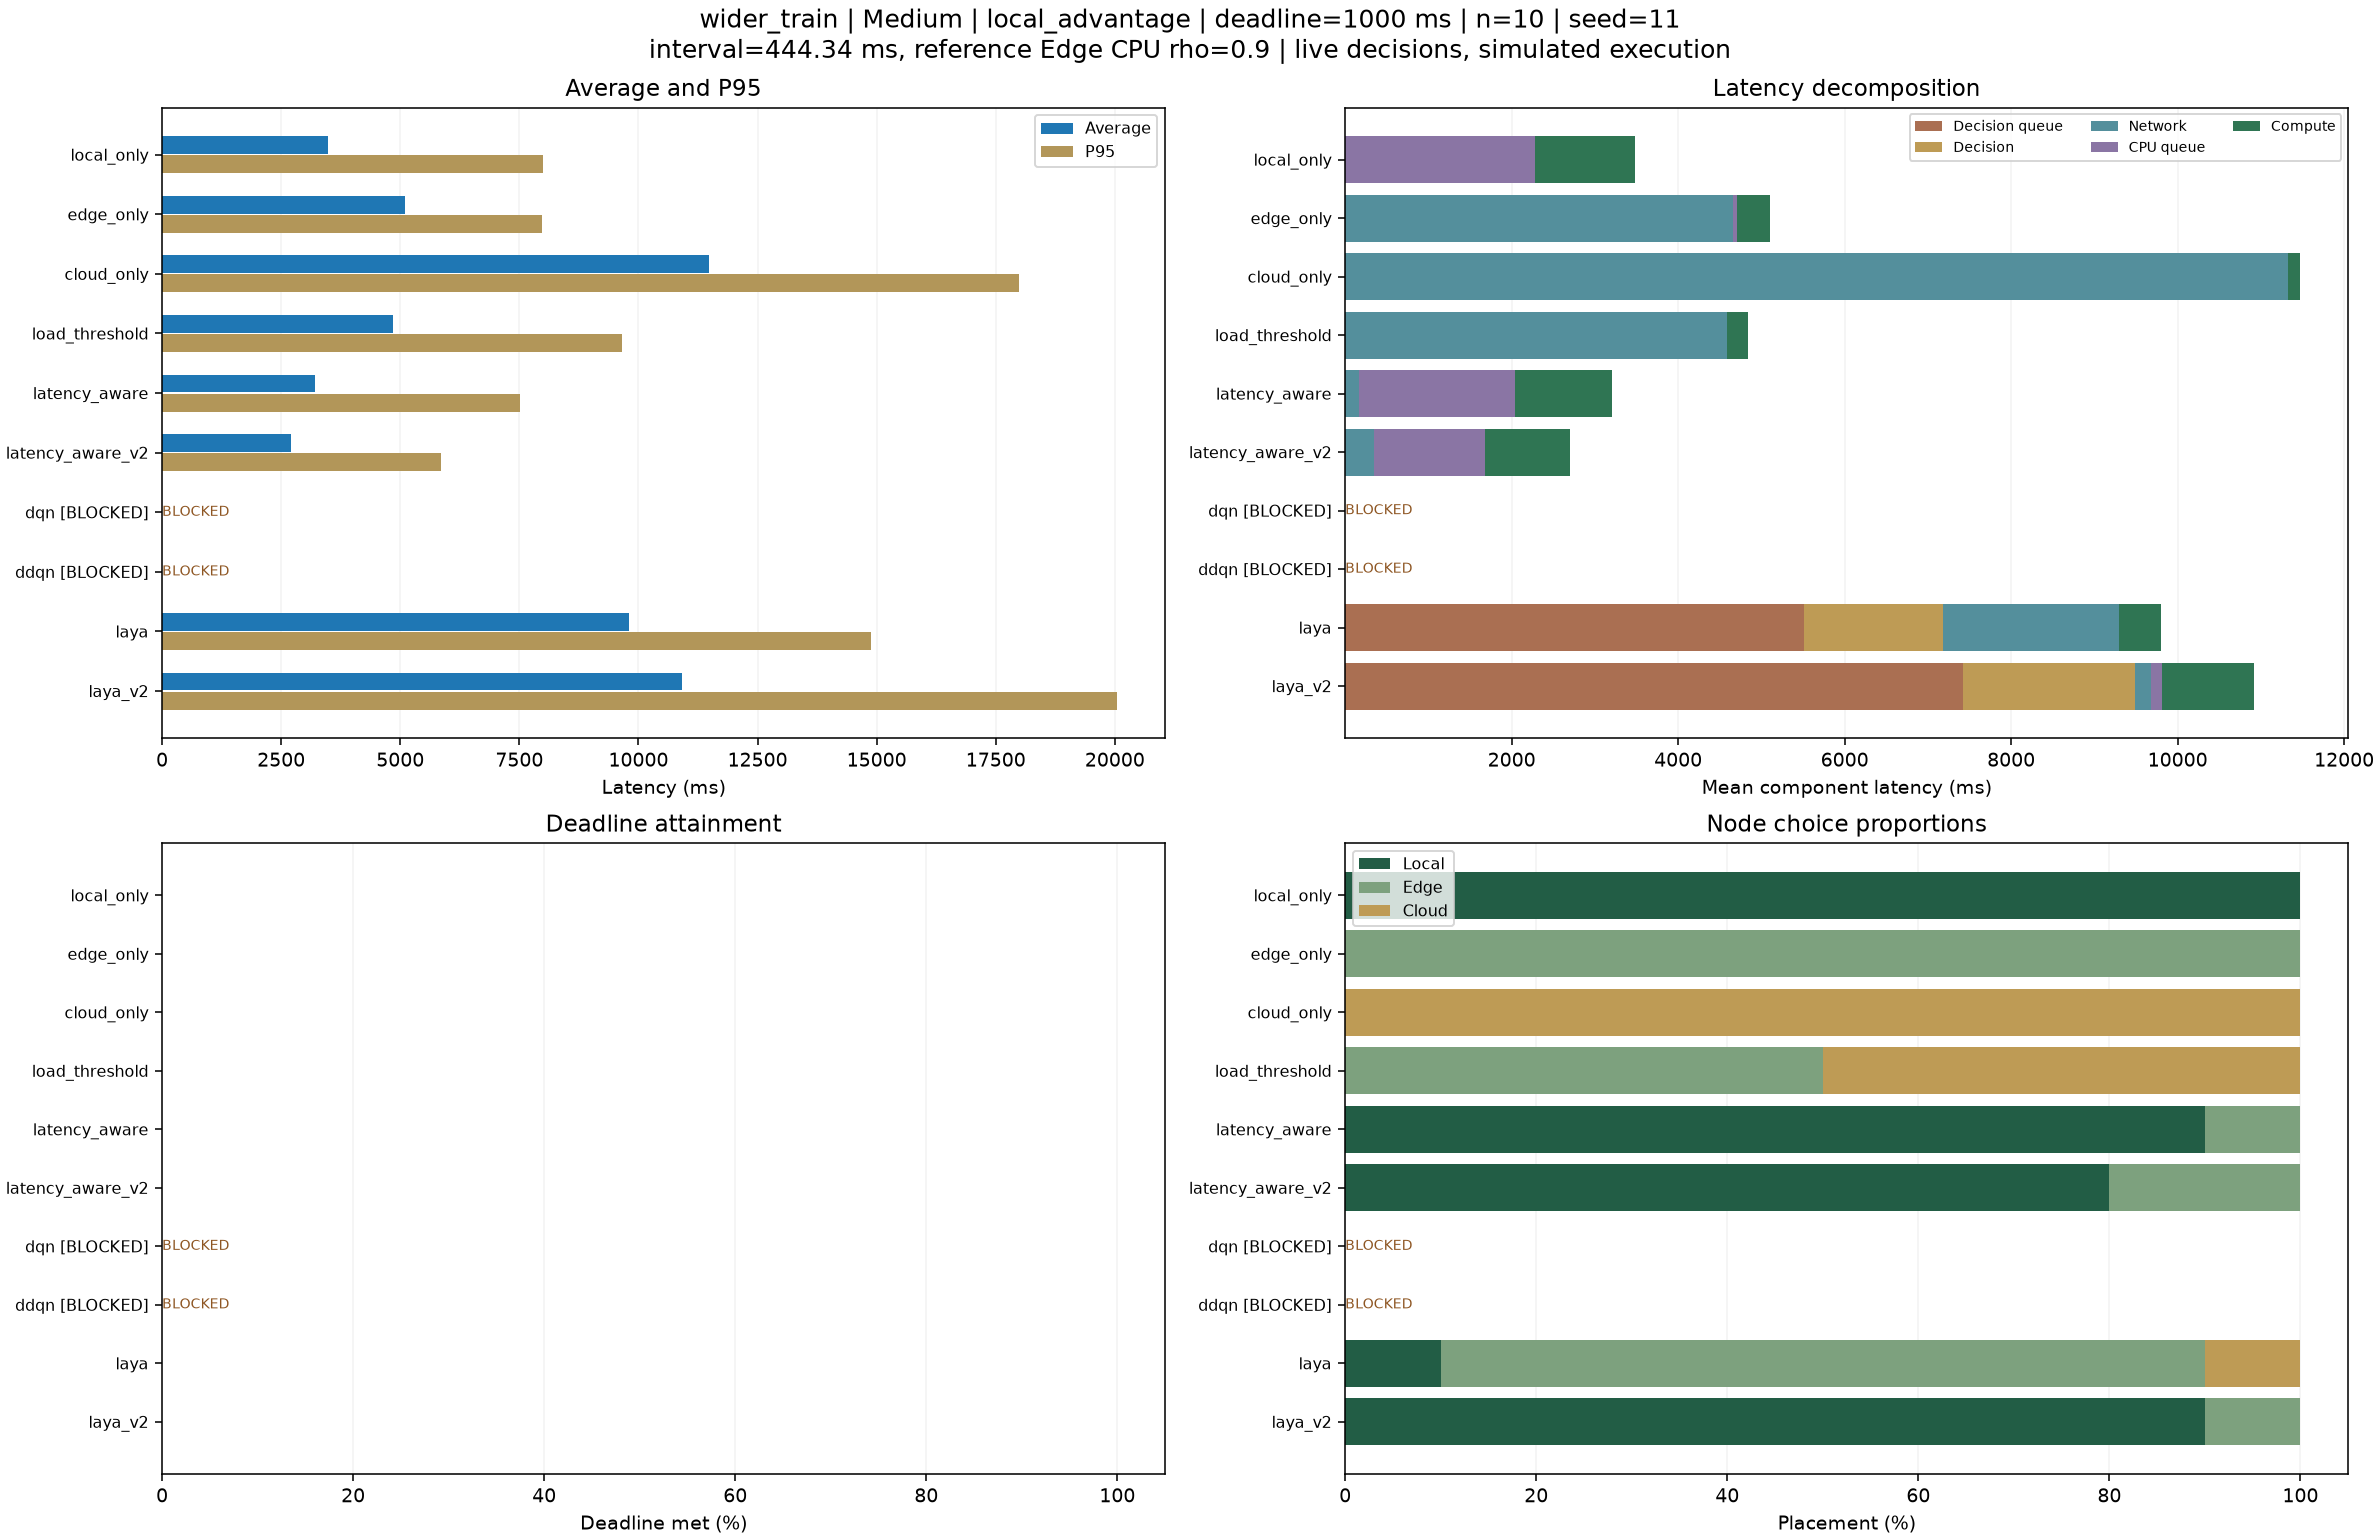 wider_train | Medium | local_advantage | deadline=1000 ms | n=10 | seed=11
interval=444.34 ms, reference Edge CPU rho=0.9 | live decisions, simulated execution
Average and P95
Average
P95
local_only
edge_only
cloud_only
load_threshold
latency_aware
latency_aware_v2
dqn [BLOCKED] BLOCKED
ddqn [BLOCKED] BLOCKED
laya
laya_v2
0 2500 5000 7500 10000 12500 15000 17500 20000
Latency (ms)
Latency decomposition
Decision queue Network Compute
Decision CPU queue
local_only
edge_only
cloud_only
load_threshold
latency_aware
latency_aware_v2
dqn [BLOCKED] BLOCKED
ddqn [BLOCKED] BLOCKED
laya
laya_v2
2000 4000 6000 8000 10000 12000
Mean component latency (ms)
Deadline attainment
local_only
edge_only
cloud_only
load_threshold
latency_aware
latency_aware_v2
dqn [BLOCKED] BLOCKED
ddqn [BLOCKED] BLOCKED
laya
laya_v2
0 20 40 60 80 100
Deadline met (%)
Node choice proportions
Local
Edge
Cloud
local_only
edge_only
cloud_only
load_threshold
latency_aware
latency_aware_v2
dqn [BLOCKED] BLOCKED
ddqn [BLOCKED] BLOCKED
laya
laya_v2
0 20 40 60 80 100
Placement (%)